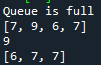 Queue is full
[7, 9, 6, 7]
9
[6, 7, 7]